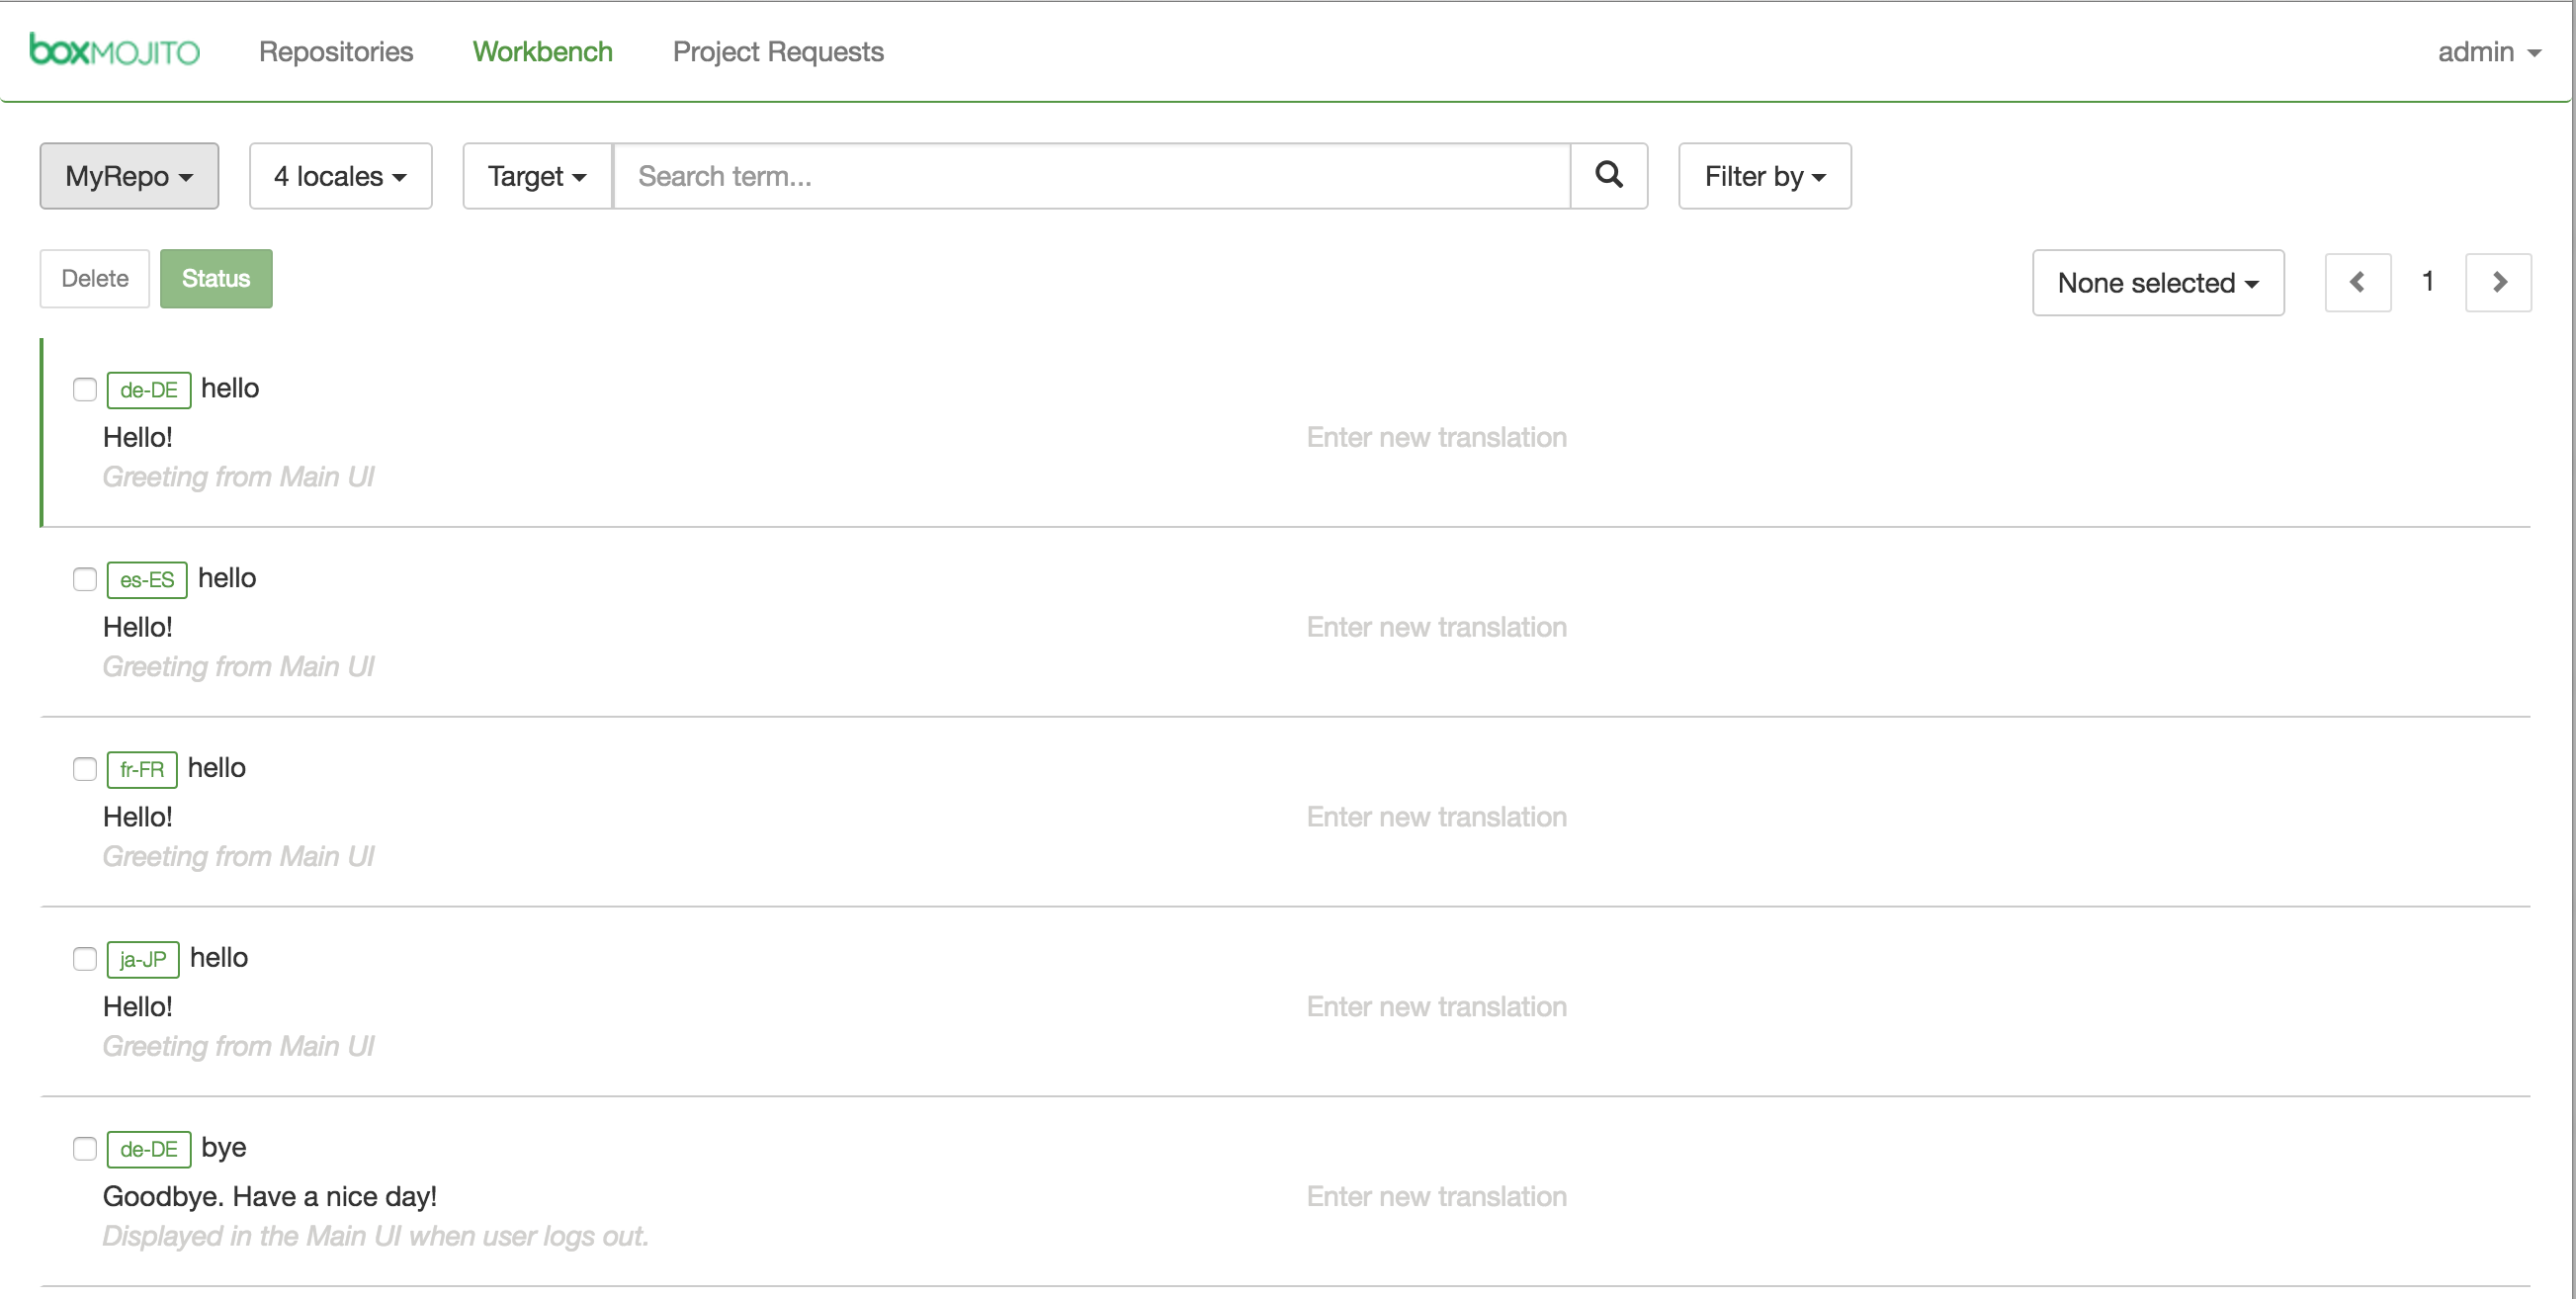 boxMOJITO Repositories Workbench Project Requests admin
MyRepo 4 locales Target Search term... Filter by
Delete Status None selected 1
de-DE hello
Hello! Enter new translation
Greeting from Main UI
es-ES hello
Hello! Enter new translation
Greeting from Main UI
fr-FR hello
Hello! Enter new translation
Greeting from Main UI
ja-JP hello
Hello! Enter new translation
Greeting from Main UI
de-DE bye
Goodbye. Have a nice day! Enter new translation
Displayed in the Main UI when user logs out.